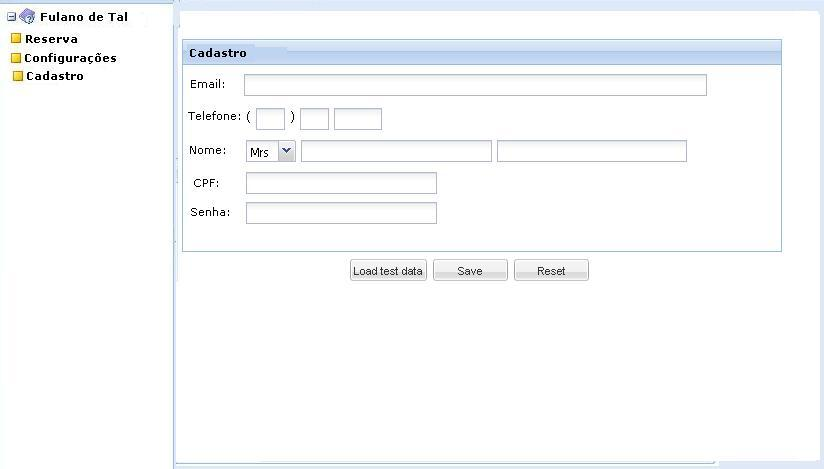 Fulano de Tal
Reserva
Configurações
Cadastro
Cadastro
Email:
Telefone: ( )
Nome: Mrs
CPF:
Senha:
Load test data Save Reset